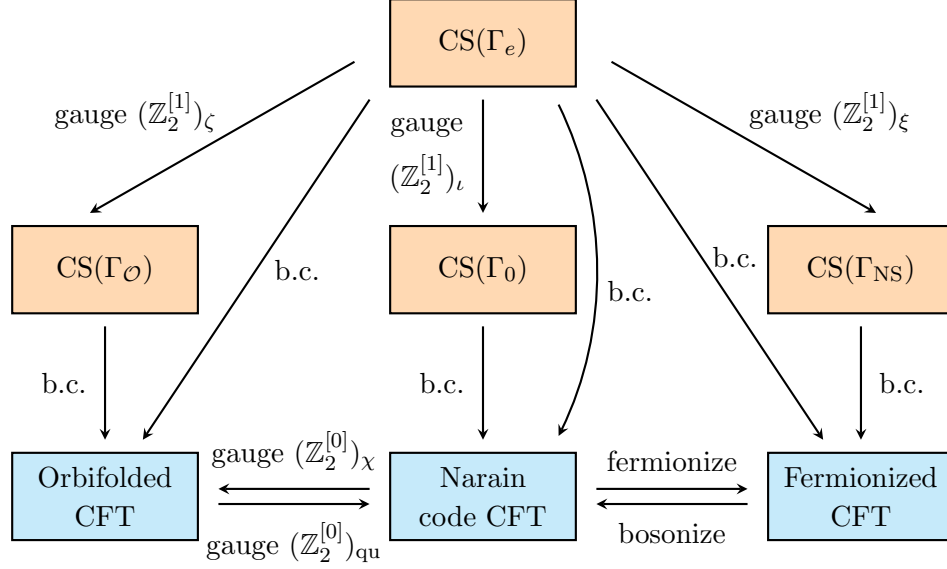 CS(Γ_e)
gauge (ℤ_2^{[1]})_ζ
gauge
(ℤ_2^{[1]})_ι
gauge (ℤ_2^{[1]})_ξ
CS(Γ_𝒪)
b.c.
CS(Γ_0)
b.c.
b.c.
CS(Γ_NS)
b.c.
b.c.
b.c.
Orbifolded
CFT
gauge (ℤ_2^{[0]})_χ
gauge (ℤ_2^{[0]})_qu
Narain
code CFT
fermionize
bosonize
Fermionized
CFT